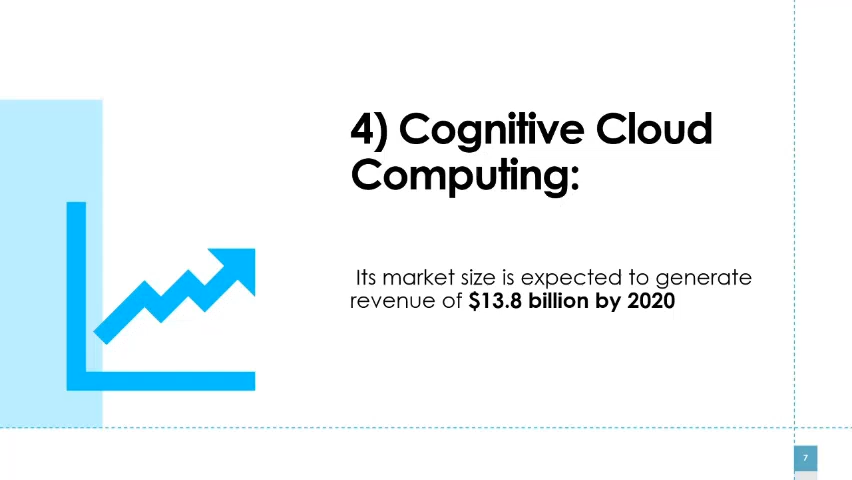 4) Cognitive Cloud
Computing:
Its market size is expected to generate
revenue of $13.8 billion by 2020
7